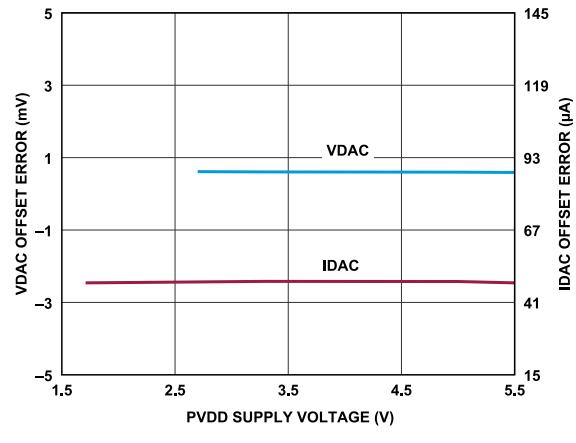 5
3
1
–1
–3
–5
VDAC OFFSET ERROR (mV)
145
119
93
67
41
15
IDAC OFFSET ERROR (µA)
VDAC
IDAC
1.5 2.5 3.5 4.5 5.5
PVDD SUPPLY VOLTAGE (V)